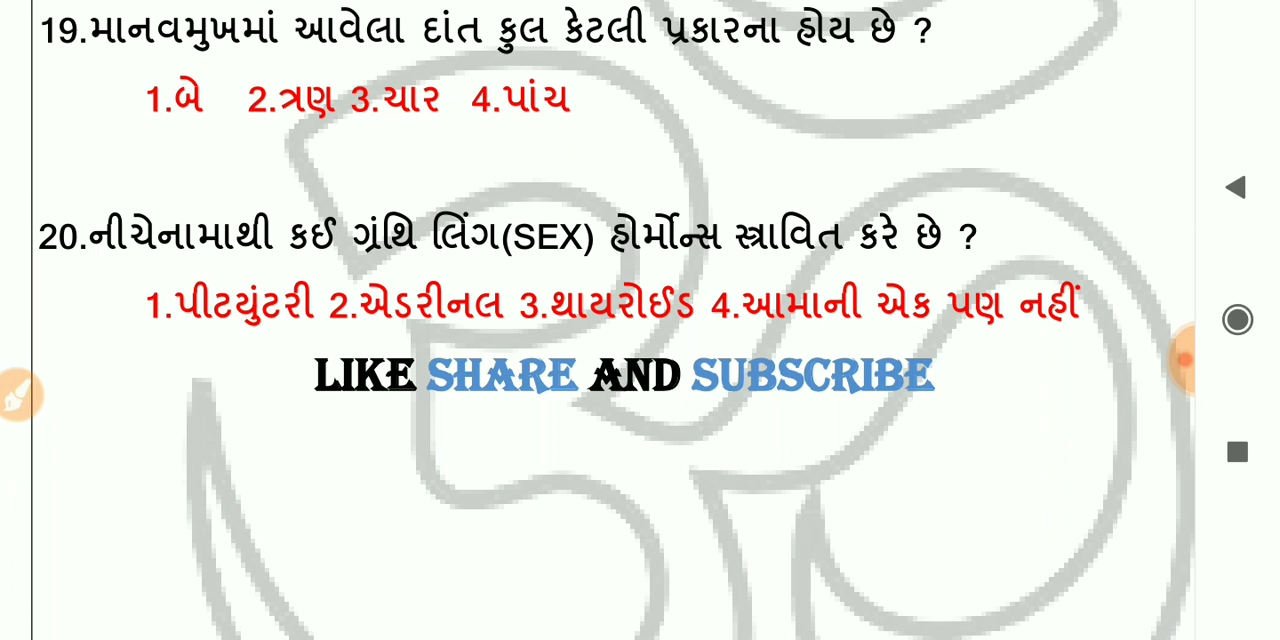 19.માનવમુખમાં આવેલા દાંત કુલ કેટલી પ્રકારના હોય છે ?
1.બે 2.ત્રણ 3.ચાર 4.પાંચ
20.નીચેનામાથી કઈ ગ્રંથિ લિંગ(SEX) હોર્મોન્સ સ્ત્રાવિત કરે છે ?
1.પીટયુંટરી 2.એડરીનલ 3.થાયરોઈડ 4.આમાની એક પણ નહીં
LIKE SHARE AND SUBSCRIBE